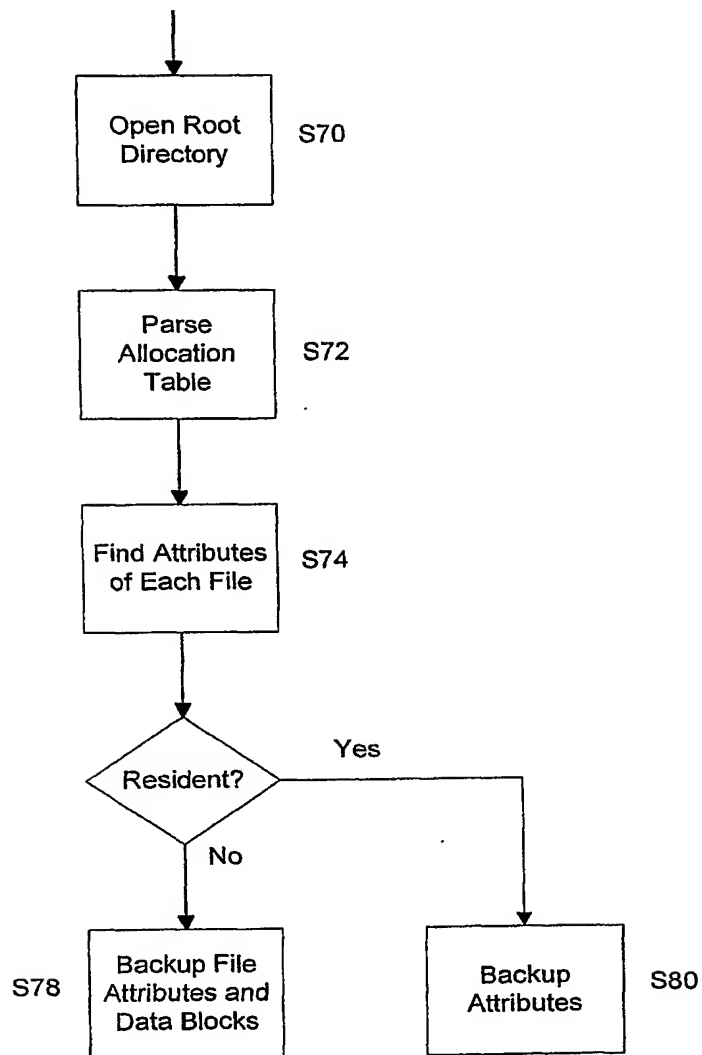 Open Root
Directory
S70
Parse
Allocation
Table
S72
Find Attributes
of Each File
S74
Resident?
Yes
No
S78
Backup File
Attributes and
Data Blocks
Backup
Attributes
S80